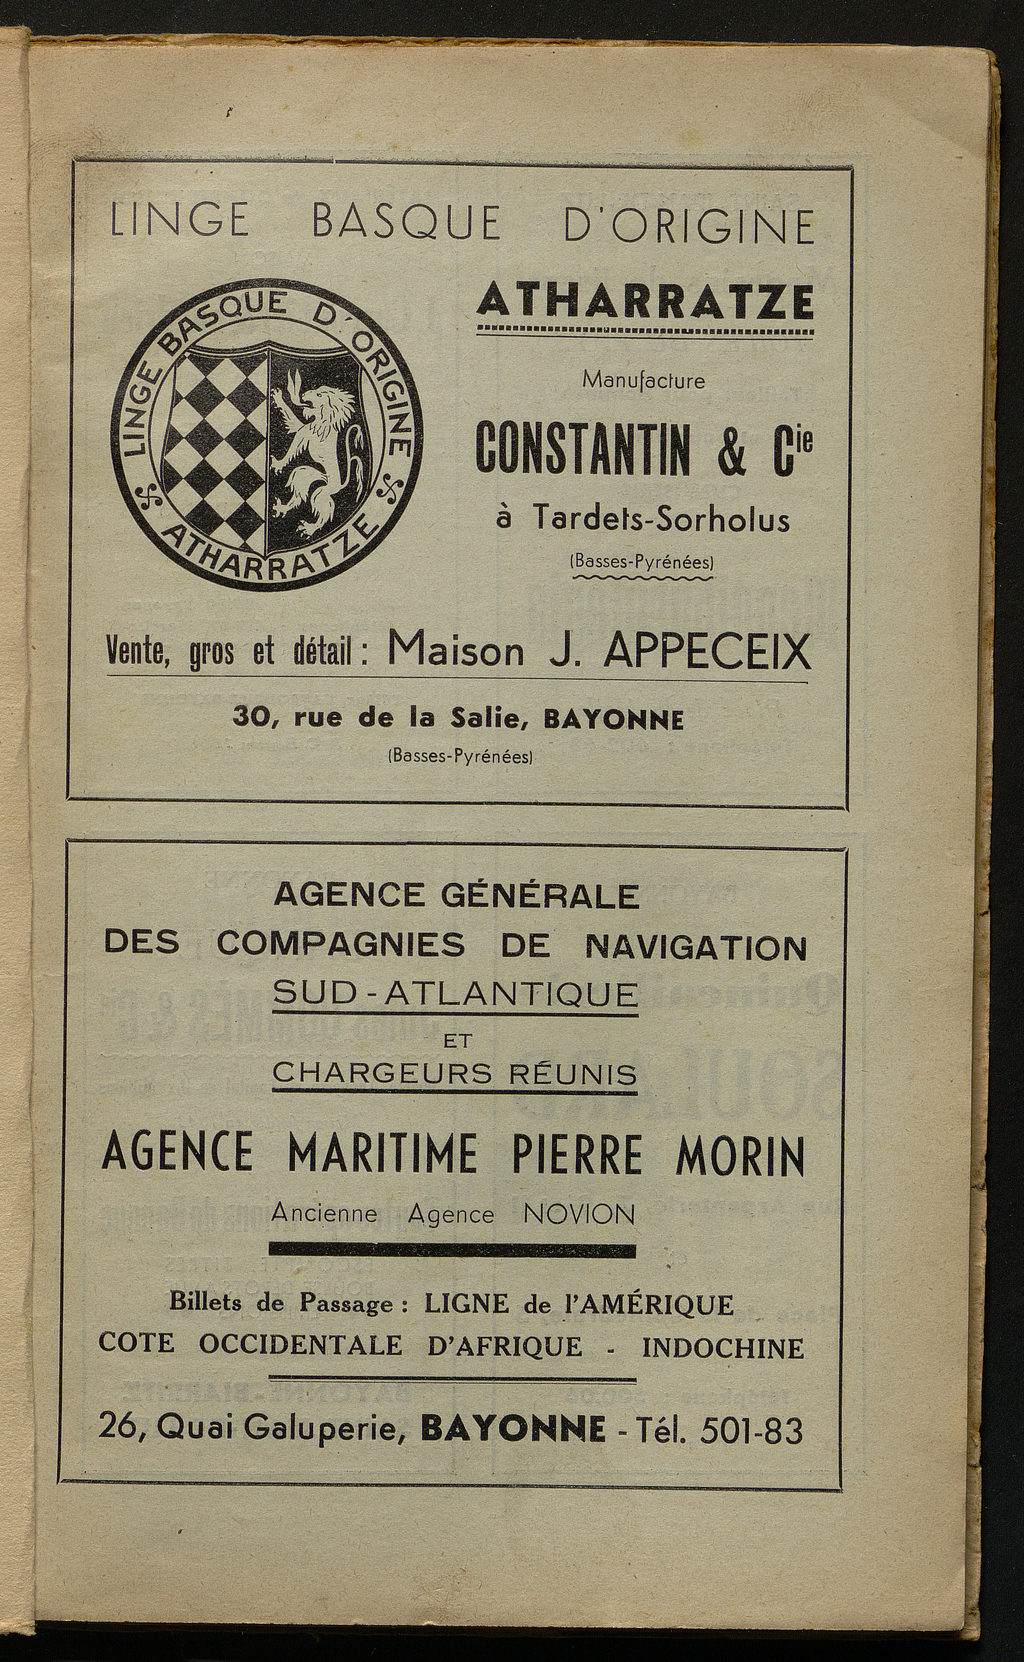 LINGE BASQUE D'ORIGINE
LINGE BASQUE D'ORIGINE
ATHARRATZE
ATHARRATZE
Manufacture
CONSTANTIN & Cie
à Tardets-Sorholus
(Basses-Pyrénées)
Vente, gros et détail : Maison J. APPECEIX
30, rue de la Salie, BAYONNE
(Basses-Pyrénées)
AGENCE GÉNÉRALE
DES COMPAGNIES DE NAVIGATION
SUD-ATLANTIQUE
ET
CHARGEURS RÉUNIS
AGENCE MARITIME PIERRE MORIN
Ancienne Agence NOVION
Billets de Passage : LIGNE de l'AMÉRIQUE
COTE OCCIDENTALE D'AFRIQUE - INDOCHINE
26, Quai Galuperie, BAYONNE - Tél. 501-83